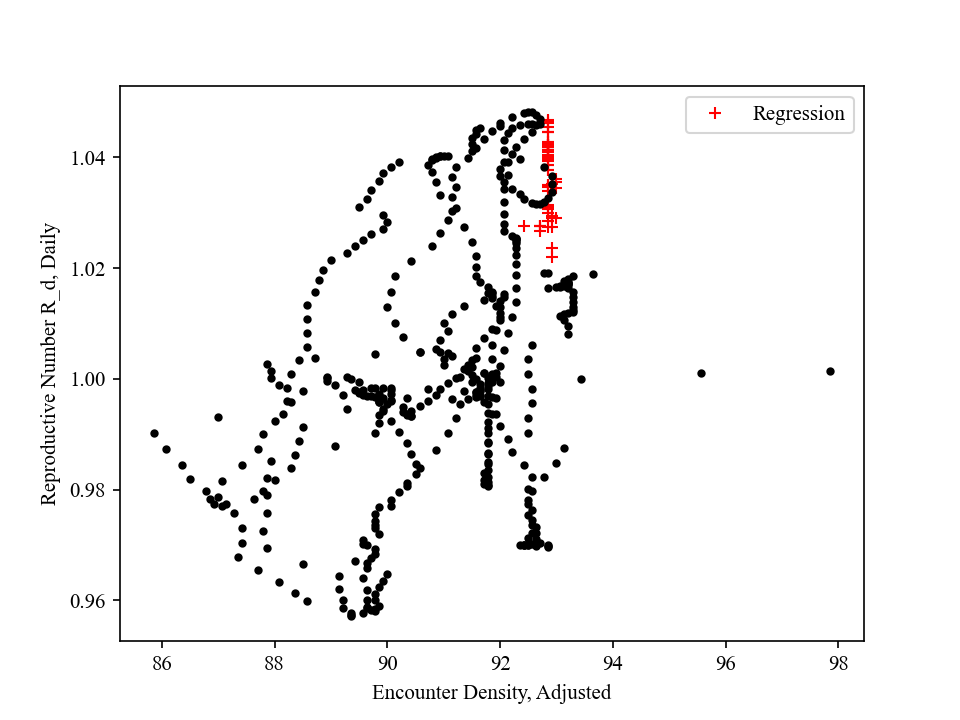 Regression
1.04
1.02
1.00
0.98
0.96
Reproductive Number R_d, Daily
86 88 90 92 94 96 98
Encounter Density, Adjusted